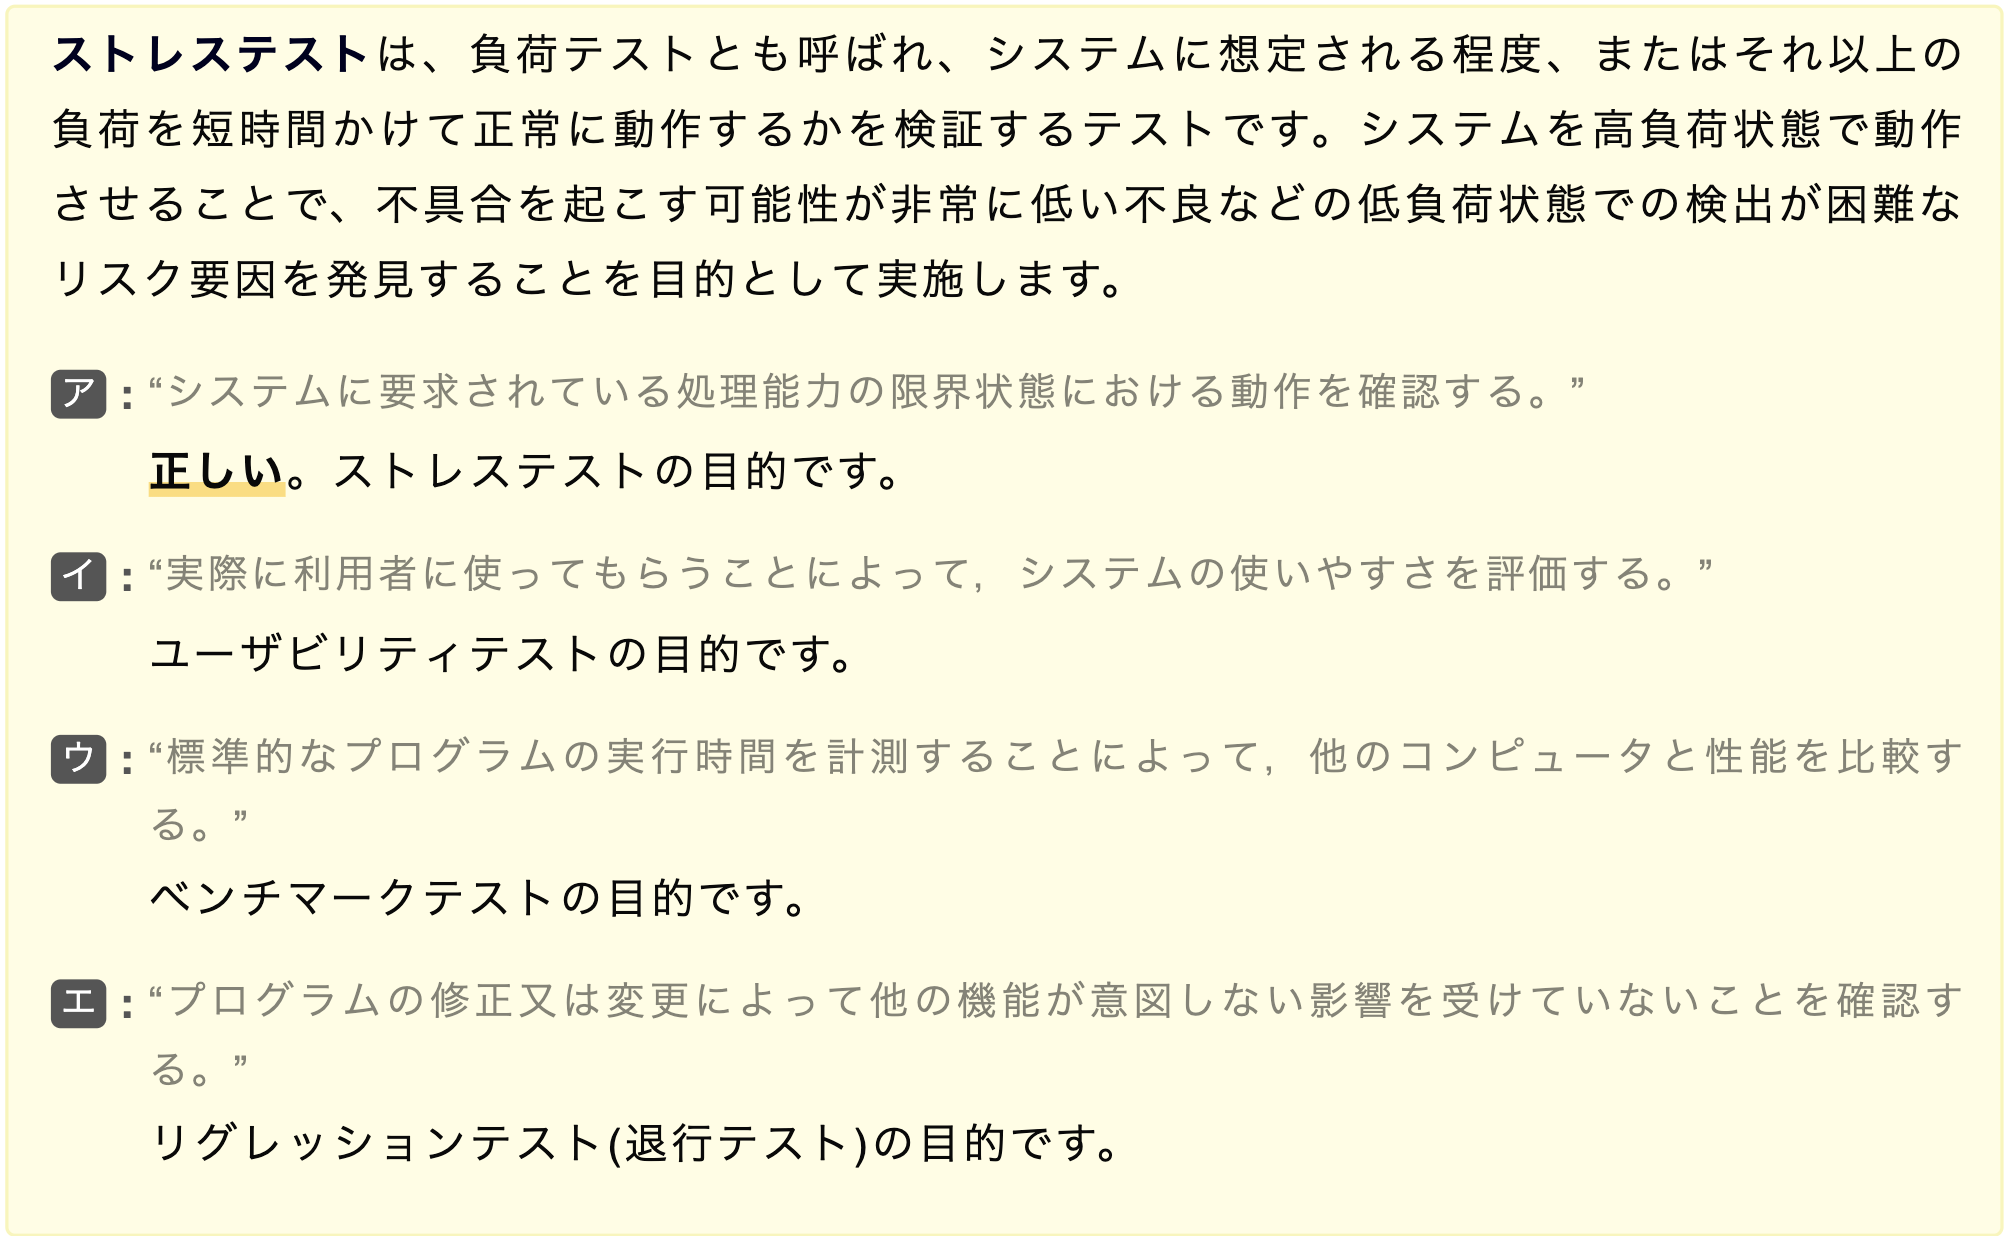 ストレステストは、負荷テストとも呼ばれ、システムに想定される程度、またはそれ以上の
負荷を短時間かけて正常に動作するかを検証するテストです。システムを高負荷状態で動作
させることで、不具合を起こす可能性が非常に低い不良などの低負荷状態での検出が困難な
リスク要因を発見することを目的として実施します。
ア：“システムに要求されている処理能力の限界状態における動作を確認する。”
正しい。ストレステストの目的です。
イ：“実際に利用者に使ってもらうことによって，システムの使いやすさを評価する。”
ユーザビリティテストの目的です。
ウ：“標準的なプログラムの実行時間を計測することによって，他のコンピュータと性能を比較す
る。”
ベンチマークテストの目的です。
エ：“プログラムの修正又は変更によって他の機能が意図しない影響を受けていないことを確認す
る。”
リグレッションテスト(退行テスト)の目的です。